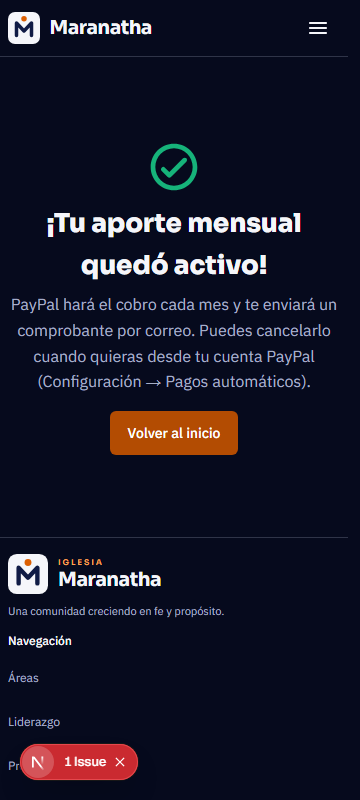 Maranatha
¡Tu aporte mensual
quedó activo!
PayPal hará el cobro cada mes y te enviará un
comprobante por correo. Puedes cancelarlo
cuando quieras desde tu cuenta PayPal
(Configuración → Pagos automáticos).
Volver al inicio
IGLESIA
Maranatha
Una comunidad creciendo en fe y propósito.
Navegación
Áreas
Liderazgo
N 1 Issue